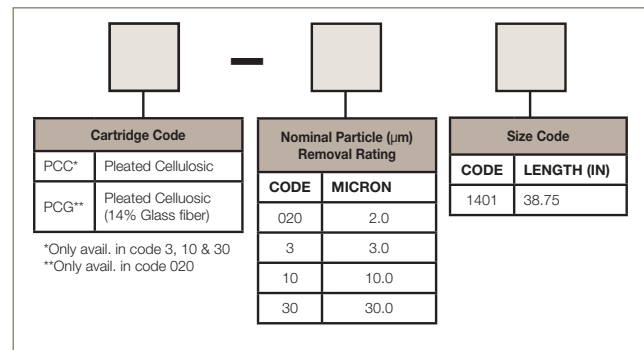 Cartridge Code
PCC* Pleated Cellulosic
PCG** Pleated Celluosic
(14% Glass fiber)
*Only avail. in code 3, 10 & 30
**Only avail. in code 020
Nominal Particle (μm)
Removal Rating
CODE MICRON
020 2.0
3 3.0
10 10.0
30 30.0
Size Code
CODE LENGTH (IN)
1401 38.75